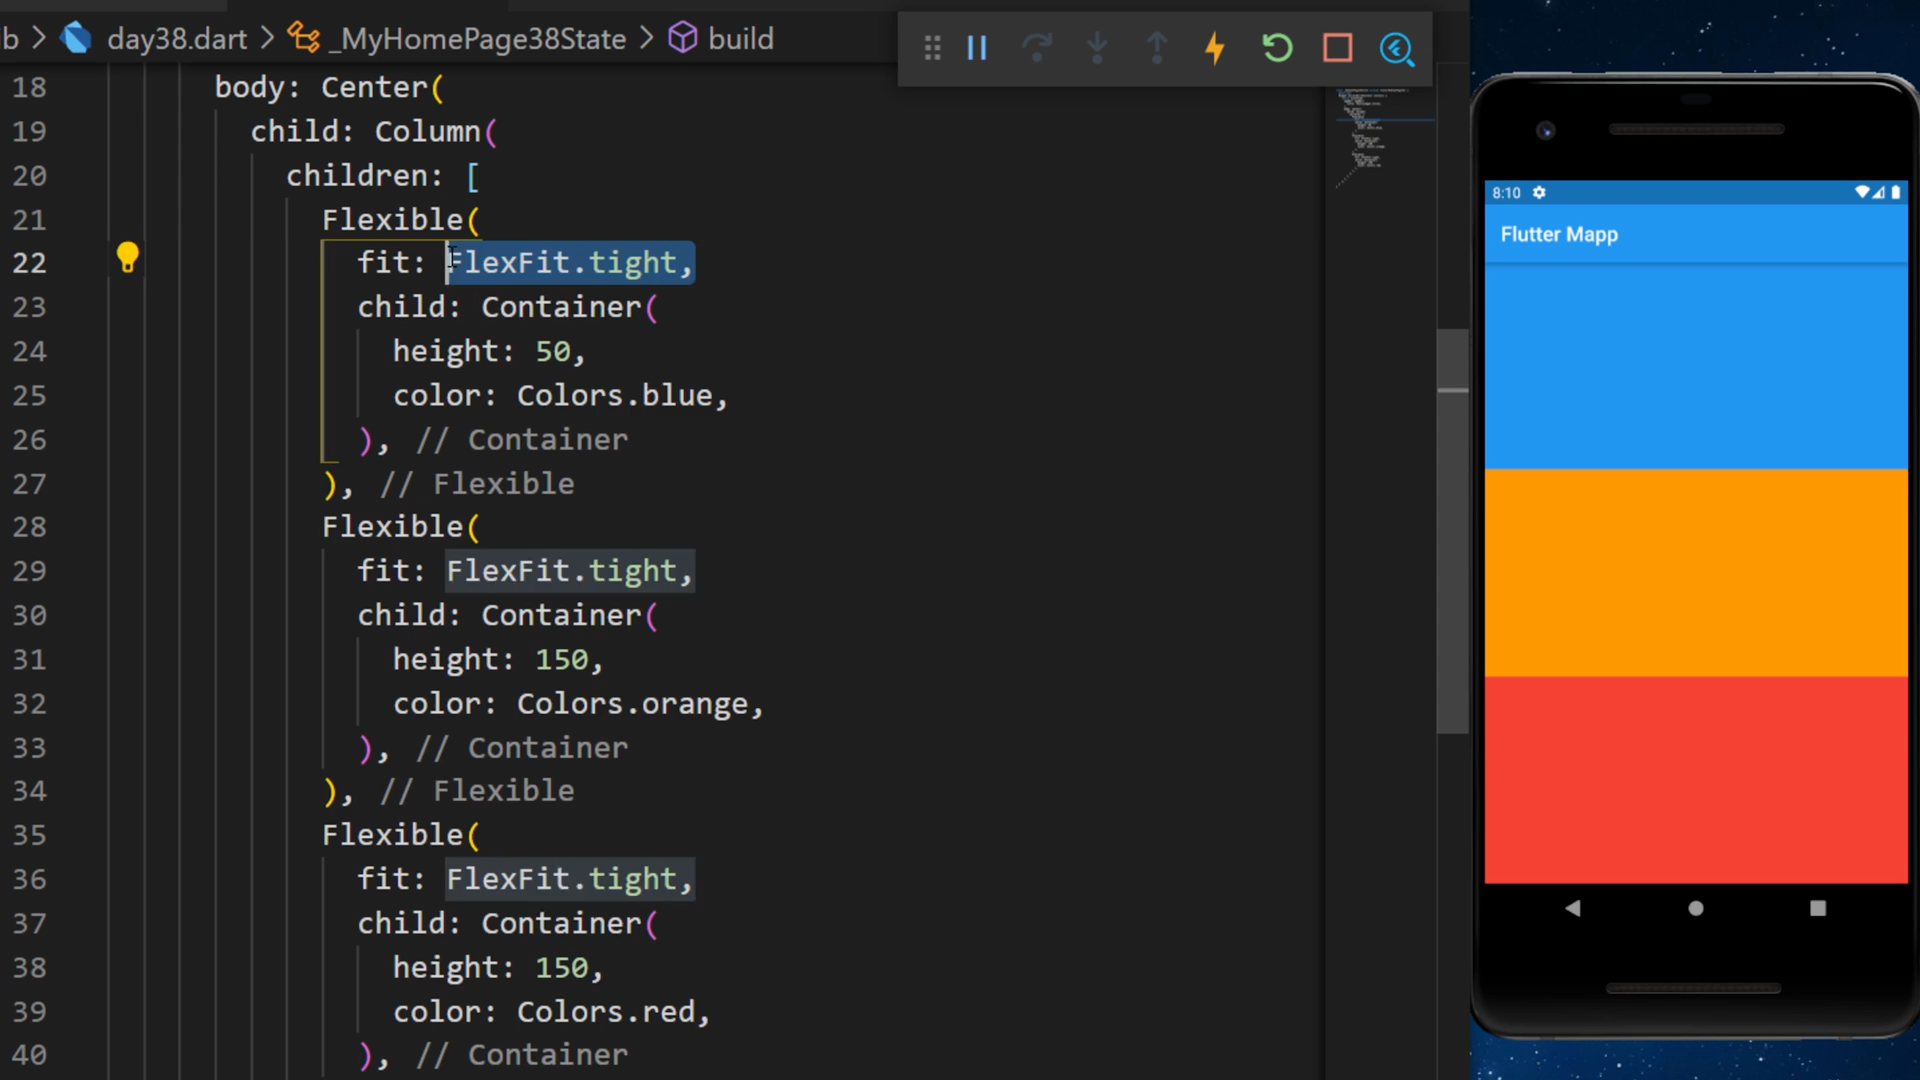 ib > day38.dart > _MyHomePage38State > build
18 body: Center(
19 child: Column(
20 children: [
21 Flexible(
22 fit: FlexFit.tight,
23 child: Container(
24 height: 50,
25 color: Colors.blue,
26 ), // Container
27 ), // Flexible
28 Flexible(
29 fit: FlexFit.tight,
30 child: Container(
31 height: 150,
32 color: Colors.orange,
33 ), // Container
34 ), // Flexible
35 Flexible(
36 fit: FlexFit.tight,
37 child: Container(
38 height: 150,
39 color: Colors.red,
40 ), // Container
8:10
Flutter Mapp